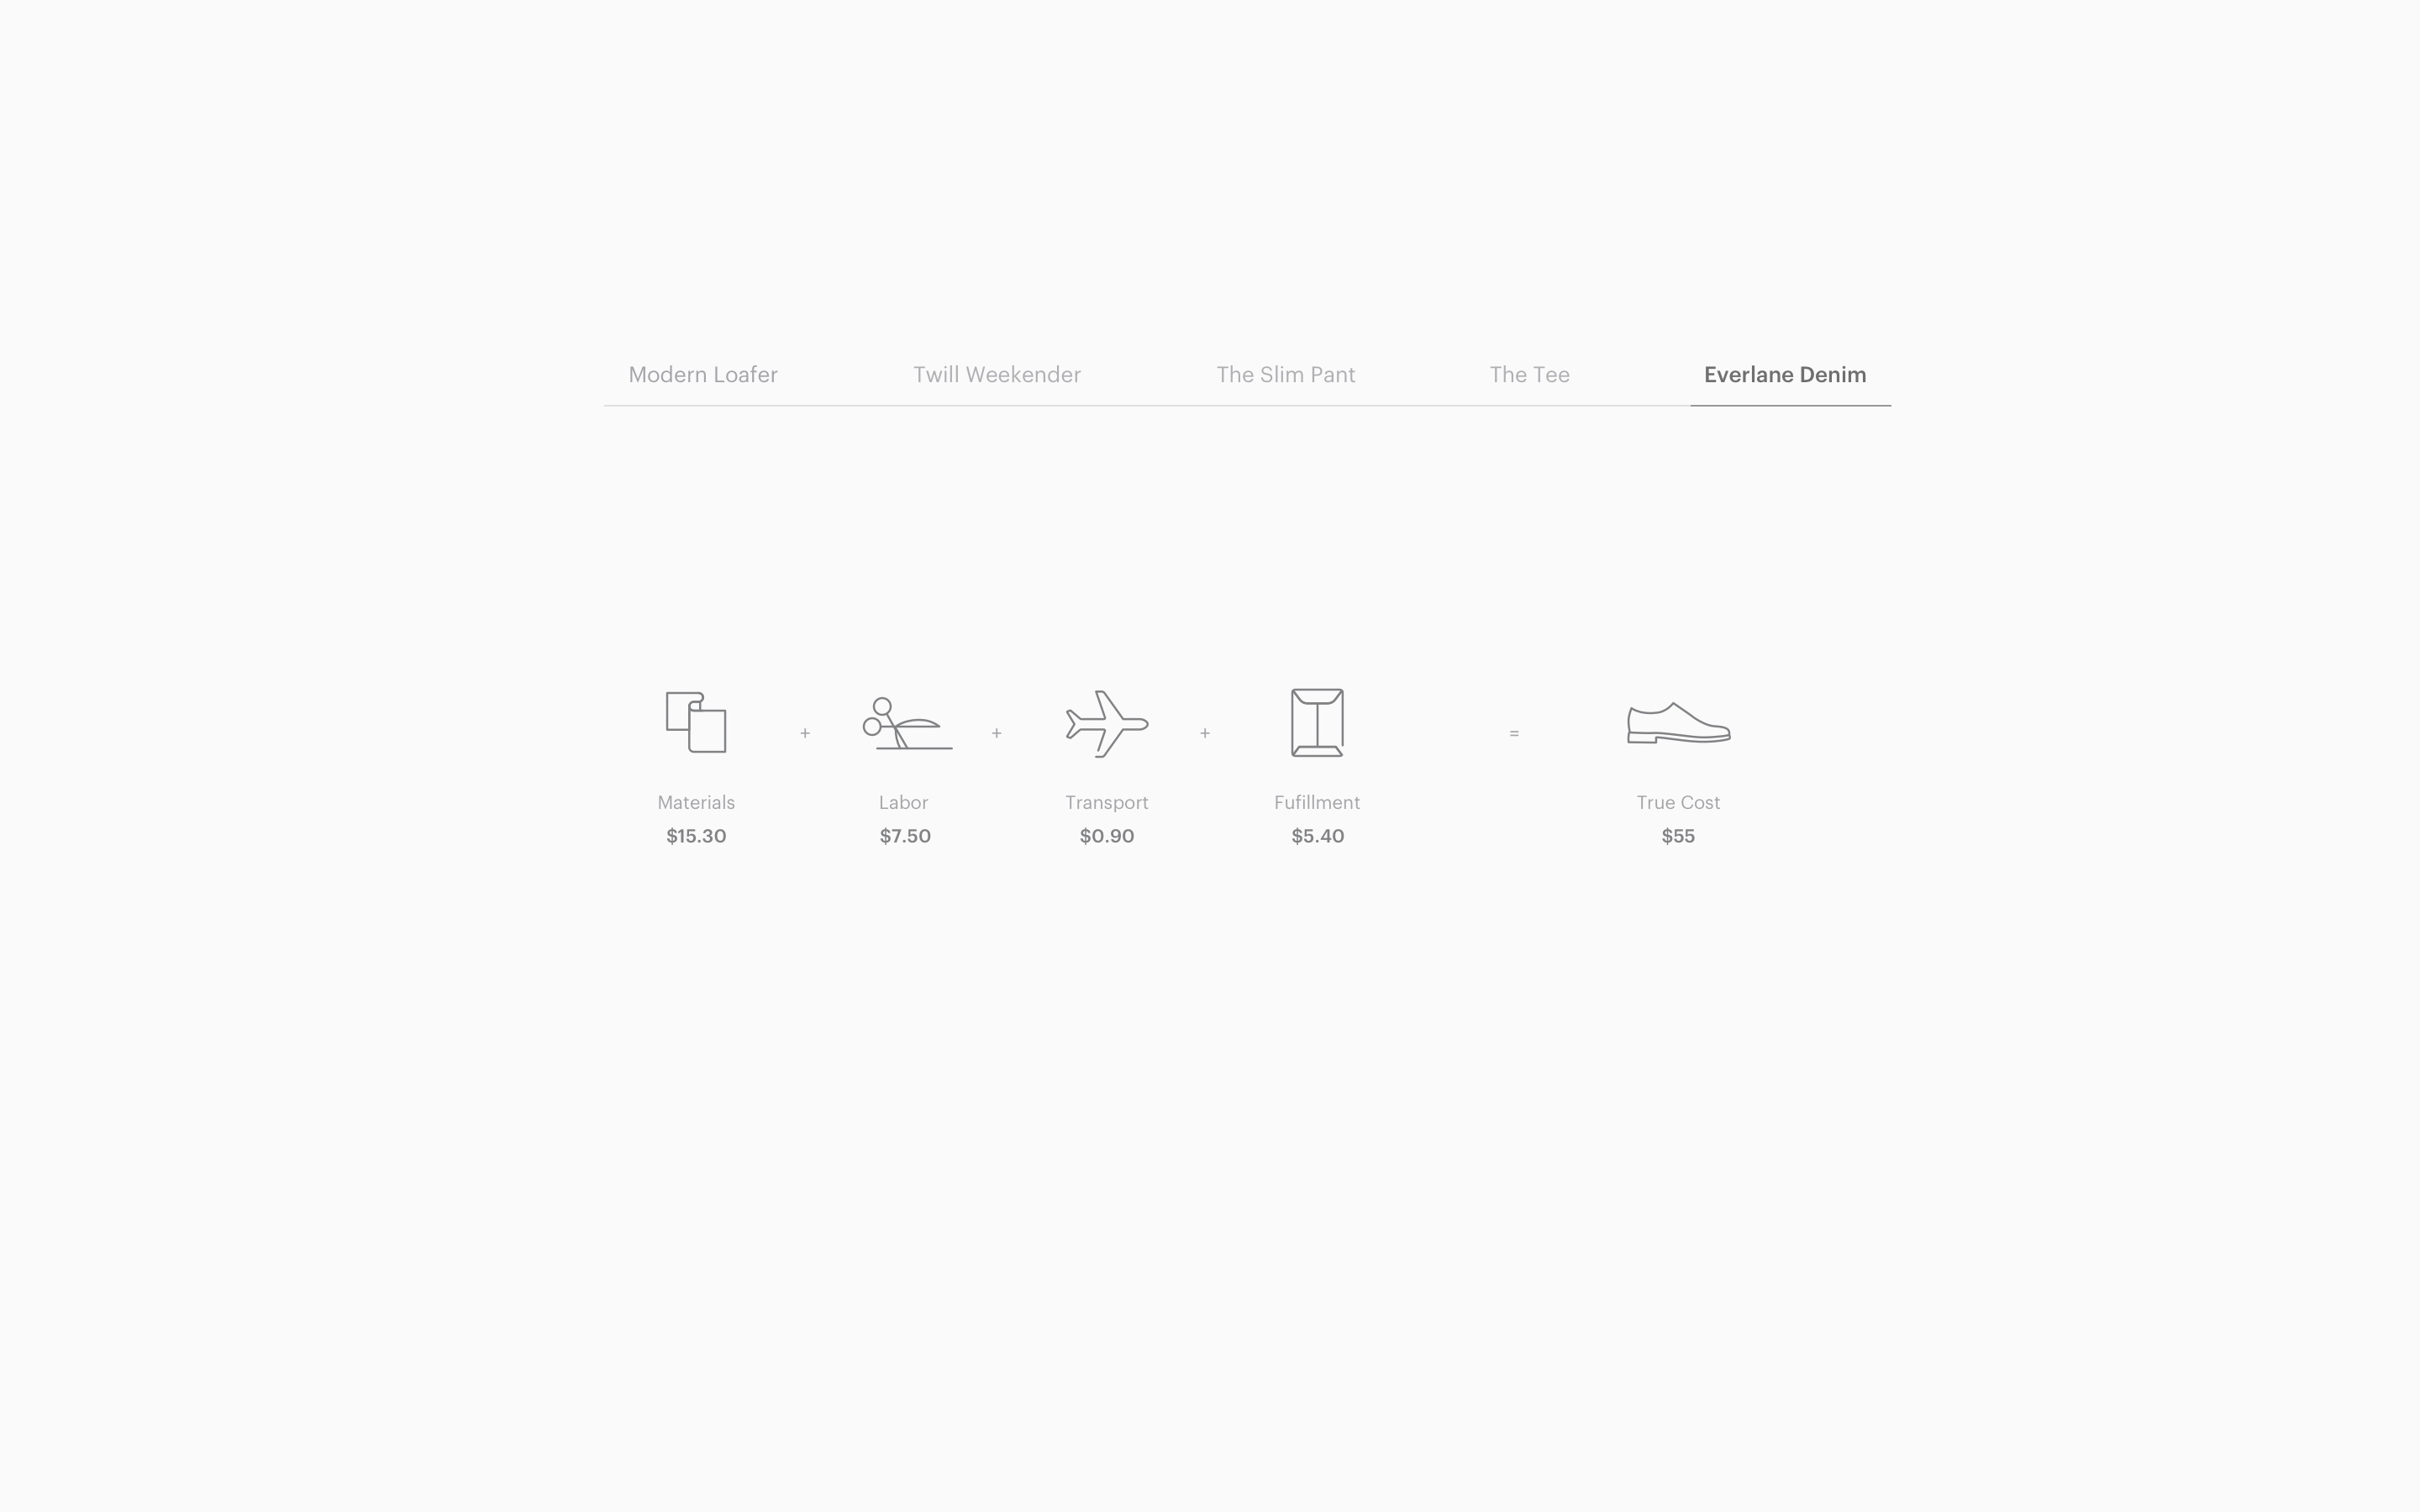 Modern Loafer Twill Weekender The Slim Pant The Tee Everlane Denim
+ + + =
Materials Labor Transport Fufillment True Cost
$15.30 $7.50 $0.90 $5.40 $55